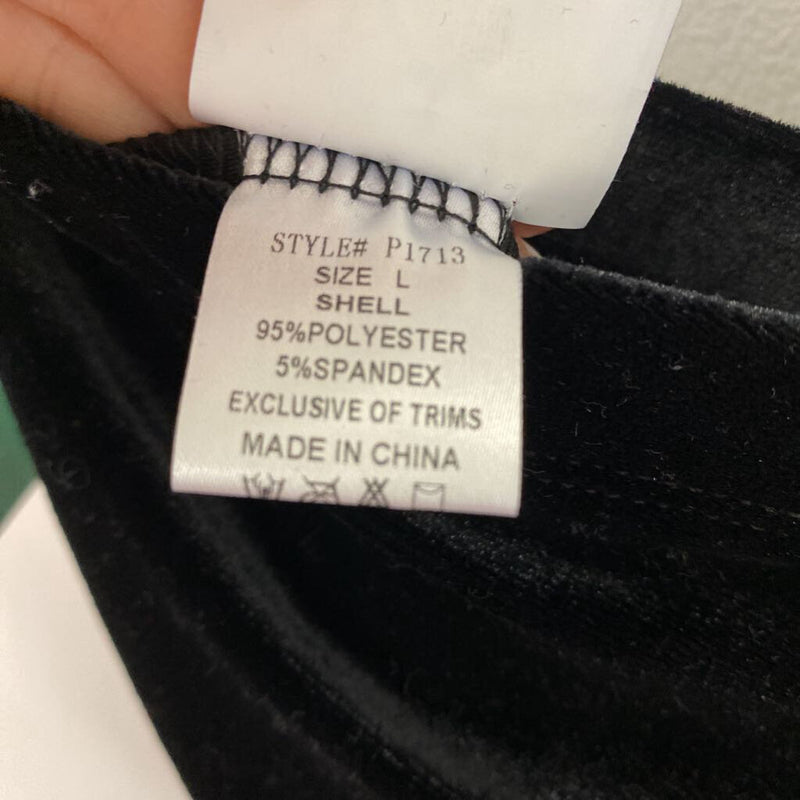 STYLE# P1713
SIZE L
SHELL
95%POLYESTER
5%SPANDEX
EXCLUSIVE OF TRIMS
MADE IN CHINA